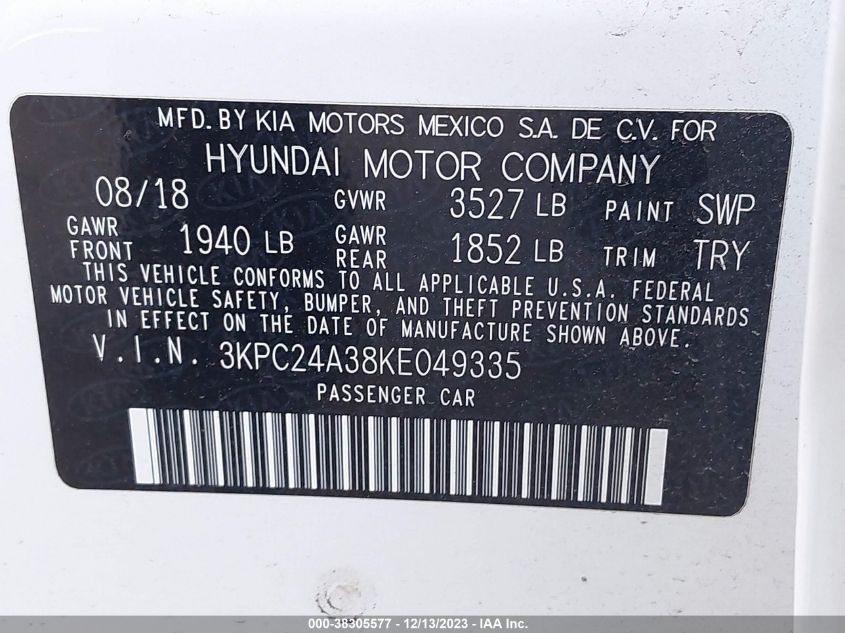 MFD. BY KIA MOTORS MEXICO S.A. DE C.V. FOR
HYUNDAI MOTOR COMPANY
08/18 GVWR 3527 LB PAINT SWP
GAWR FRONT 1940 LB GAWR REAR 1852 LB TRIM TRY
THIS VEHICLE CONFORMS TO ALL APPLICABLE U.S.A. FEDERAL
MOTOR VEHICLE SAFETY, BUMPER, AND THEFT PREVENTION STANDARDS
IN EFFECT ON THE DATE OF MANUFACTURE SHOWN ABOVE.
V.I.N. 3KPC24A38KE049335
PASSENGER CAR
000-38305577 - 12/13/2023 - IAA Inc.